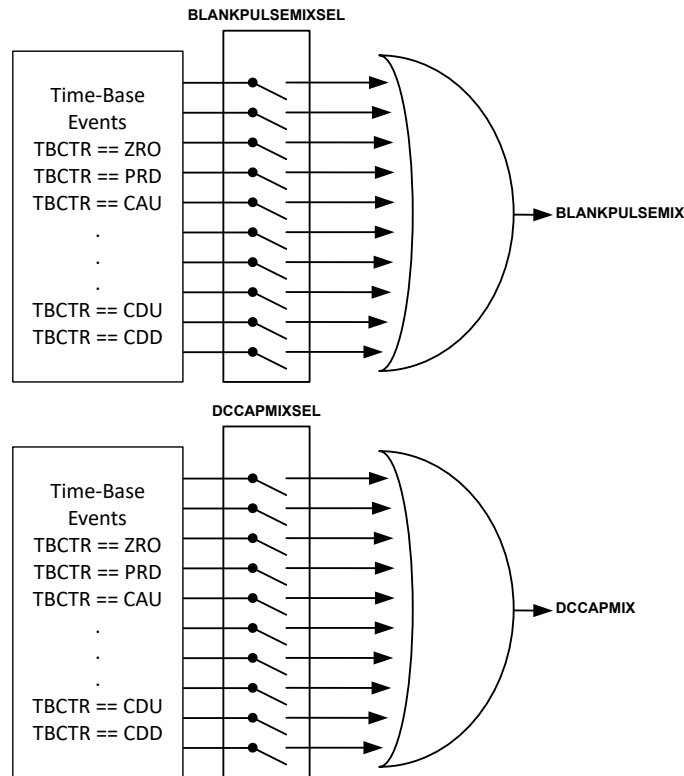 BLANKPULSEMIXSEL
Time-Base
Events
TBCTR == ZRO
TBCTR == PRD
TBCTR == CAU
.
.
.
TBCTR == CDU
TBCTR == CDD
BLANKPULSEMIX
DCCAPMIXSEL
Time-Base
Events
TBCTR == ZRO
TBCTR == PRD
TBCTR == CAU
.
.
.
TBCTR == CDU
TBCTR == CDD
DCCAPMIX